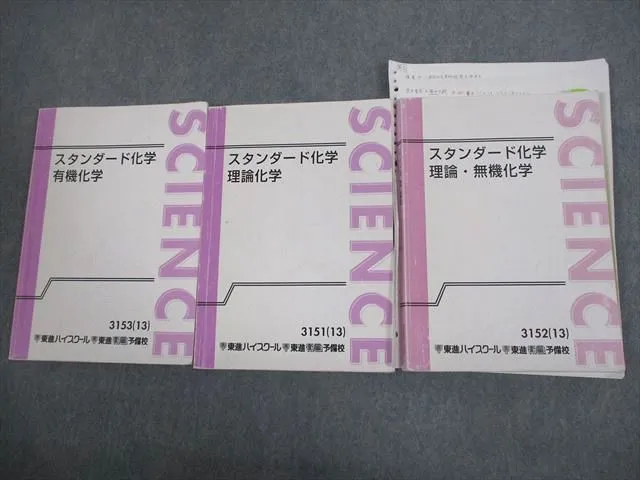 スタンダード化学
有機化学
SCIENCE
3153(13)
東進ハイスクール 東進衛星予備校
スタンダード化学
理論化学
SCIENCE
3151(13)
東進ハイスクール 東進衛星予備校
スタンダード化学
理論・無機化学
SCIENCE
3152(13)
東進ハイスクール 東進衛星予備校